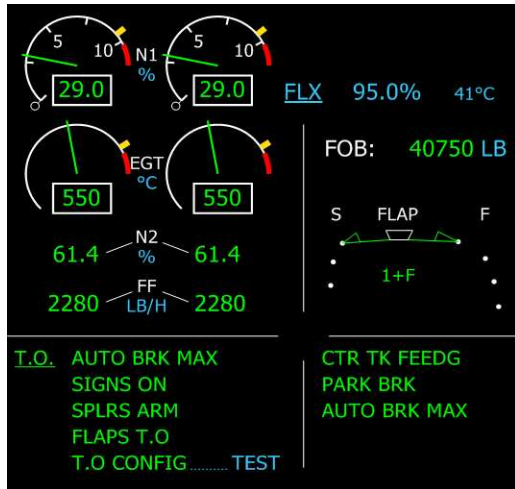 5 10 N1 5 10
%
29.0 29.0 FLX 95.0% 41°C
FOB: 40750 LB
EGT
°C
550 550
S FLAP F
61.4 N2 61.4
%
1+F
2280 FF 2280
LB/H
T.O. AUTO BRK MAX
SIGNS ON
SPLRS ARM
FLAPS T.O
T.O CONFIG.......... TEST
CTR TK FEEDG
PARK BRK
AUTO BRK MAX